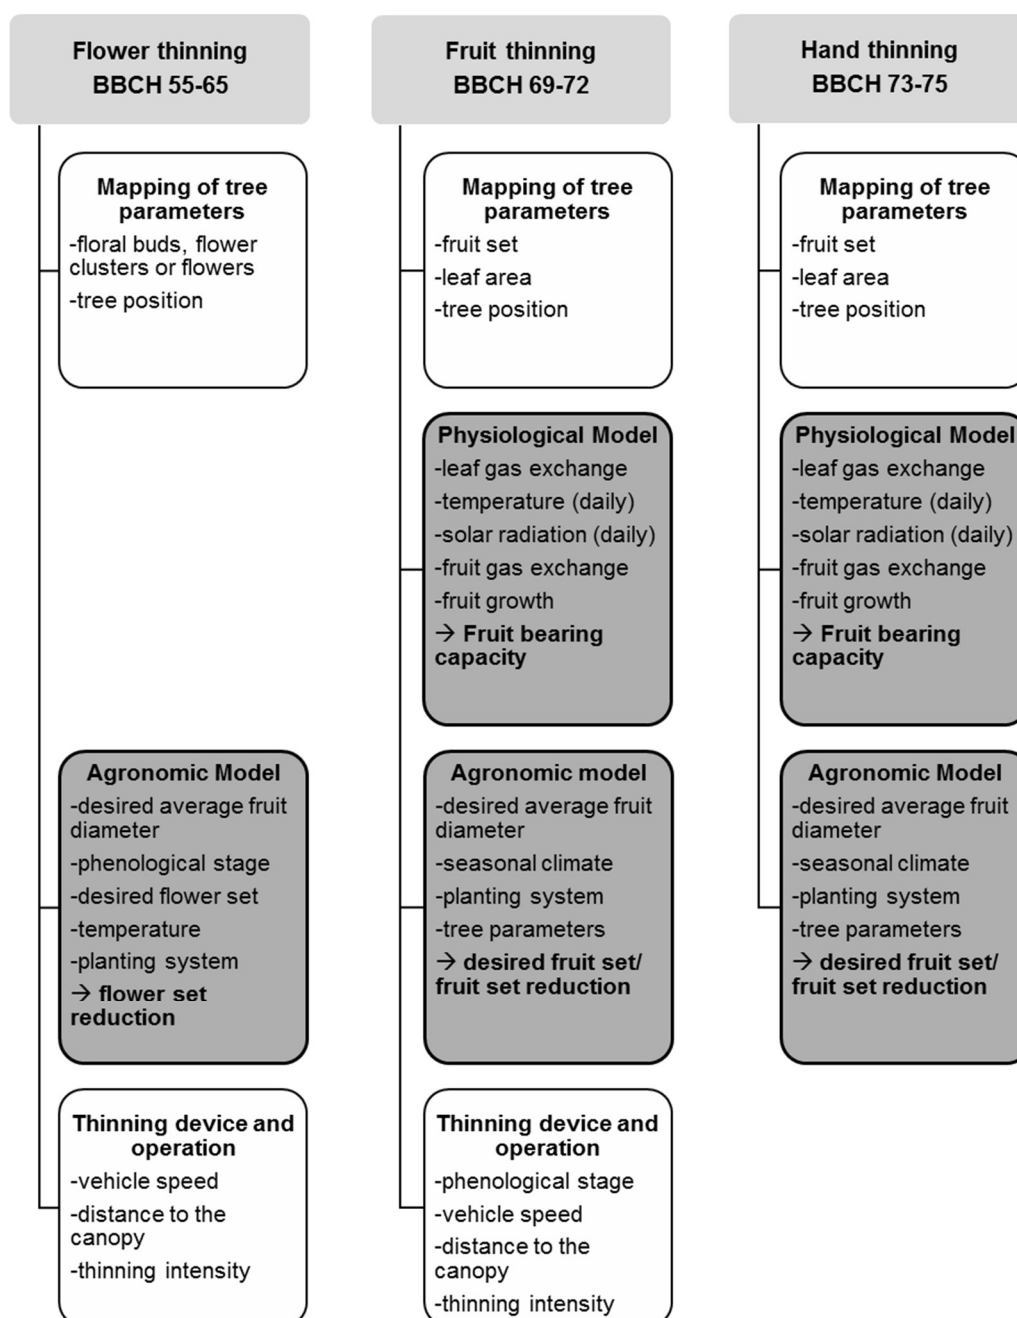 Flower thinning
BBCH 55-65
Mapping of tree
parameters
-floral buds, flower
clusters or flowers
-tree position
Agronomic Model
-desired average fruit
diameter
-phenological stage
-desired flower set
-temperature
-planting system
→ flower set
reduction
Thinning device and
operation
-vehicle speed
-distance to the
canopy
-thinning intensity
Fruit thinning
BBCH 69-72
Mapping of tree
parameters
-fruit set
-leaf area
-tree position
Physiological Model
-leaf gas exchange
-temperature (daily)
-solar radiation (daily)
-fruit gas exchange
-fruit growth
→ Fruit bearing
capacity
Agronomic model
-desired average fruit
diameter
-seasonal climate
-planting system
-tree parameters
→ desired fruit set/
fruit set reduction
Thinning device and
operation
-phenological stage
-vehicle speed
-distance to the
canopy
-thinning intensity
Hand thinning
BBCH 73-75
Mapping of tree
parameters
-fruit set
-leaf area
-tree position
Physiological Model
-leaf gas exchange
-temperature (daily)
-solar radiation (daily)
-fruit gas exchange
-fruit growth
→ Fruit bearing
capacity
Agronomic Model
-desired average fruit
diameter
-seasonal climate
-planting system
-tree parameters
→ desired fruit set/
fruit set reduction